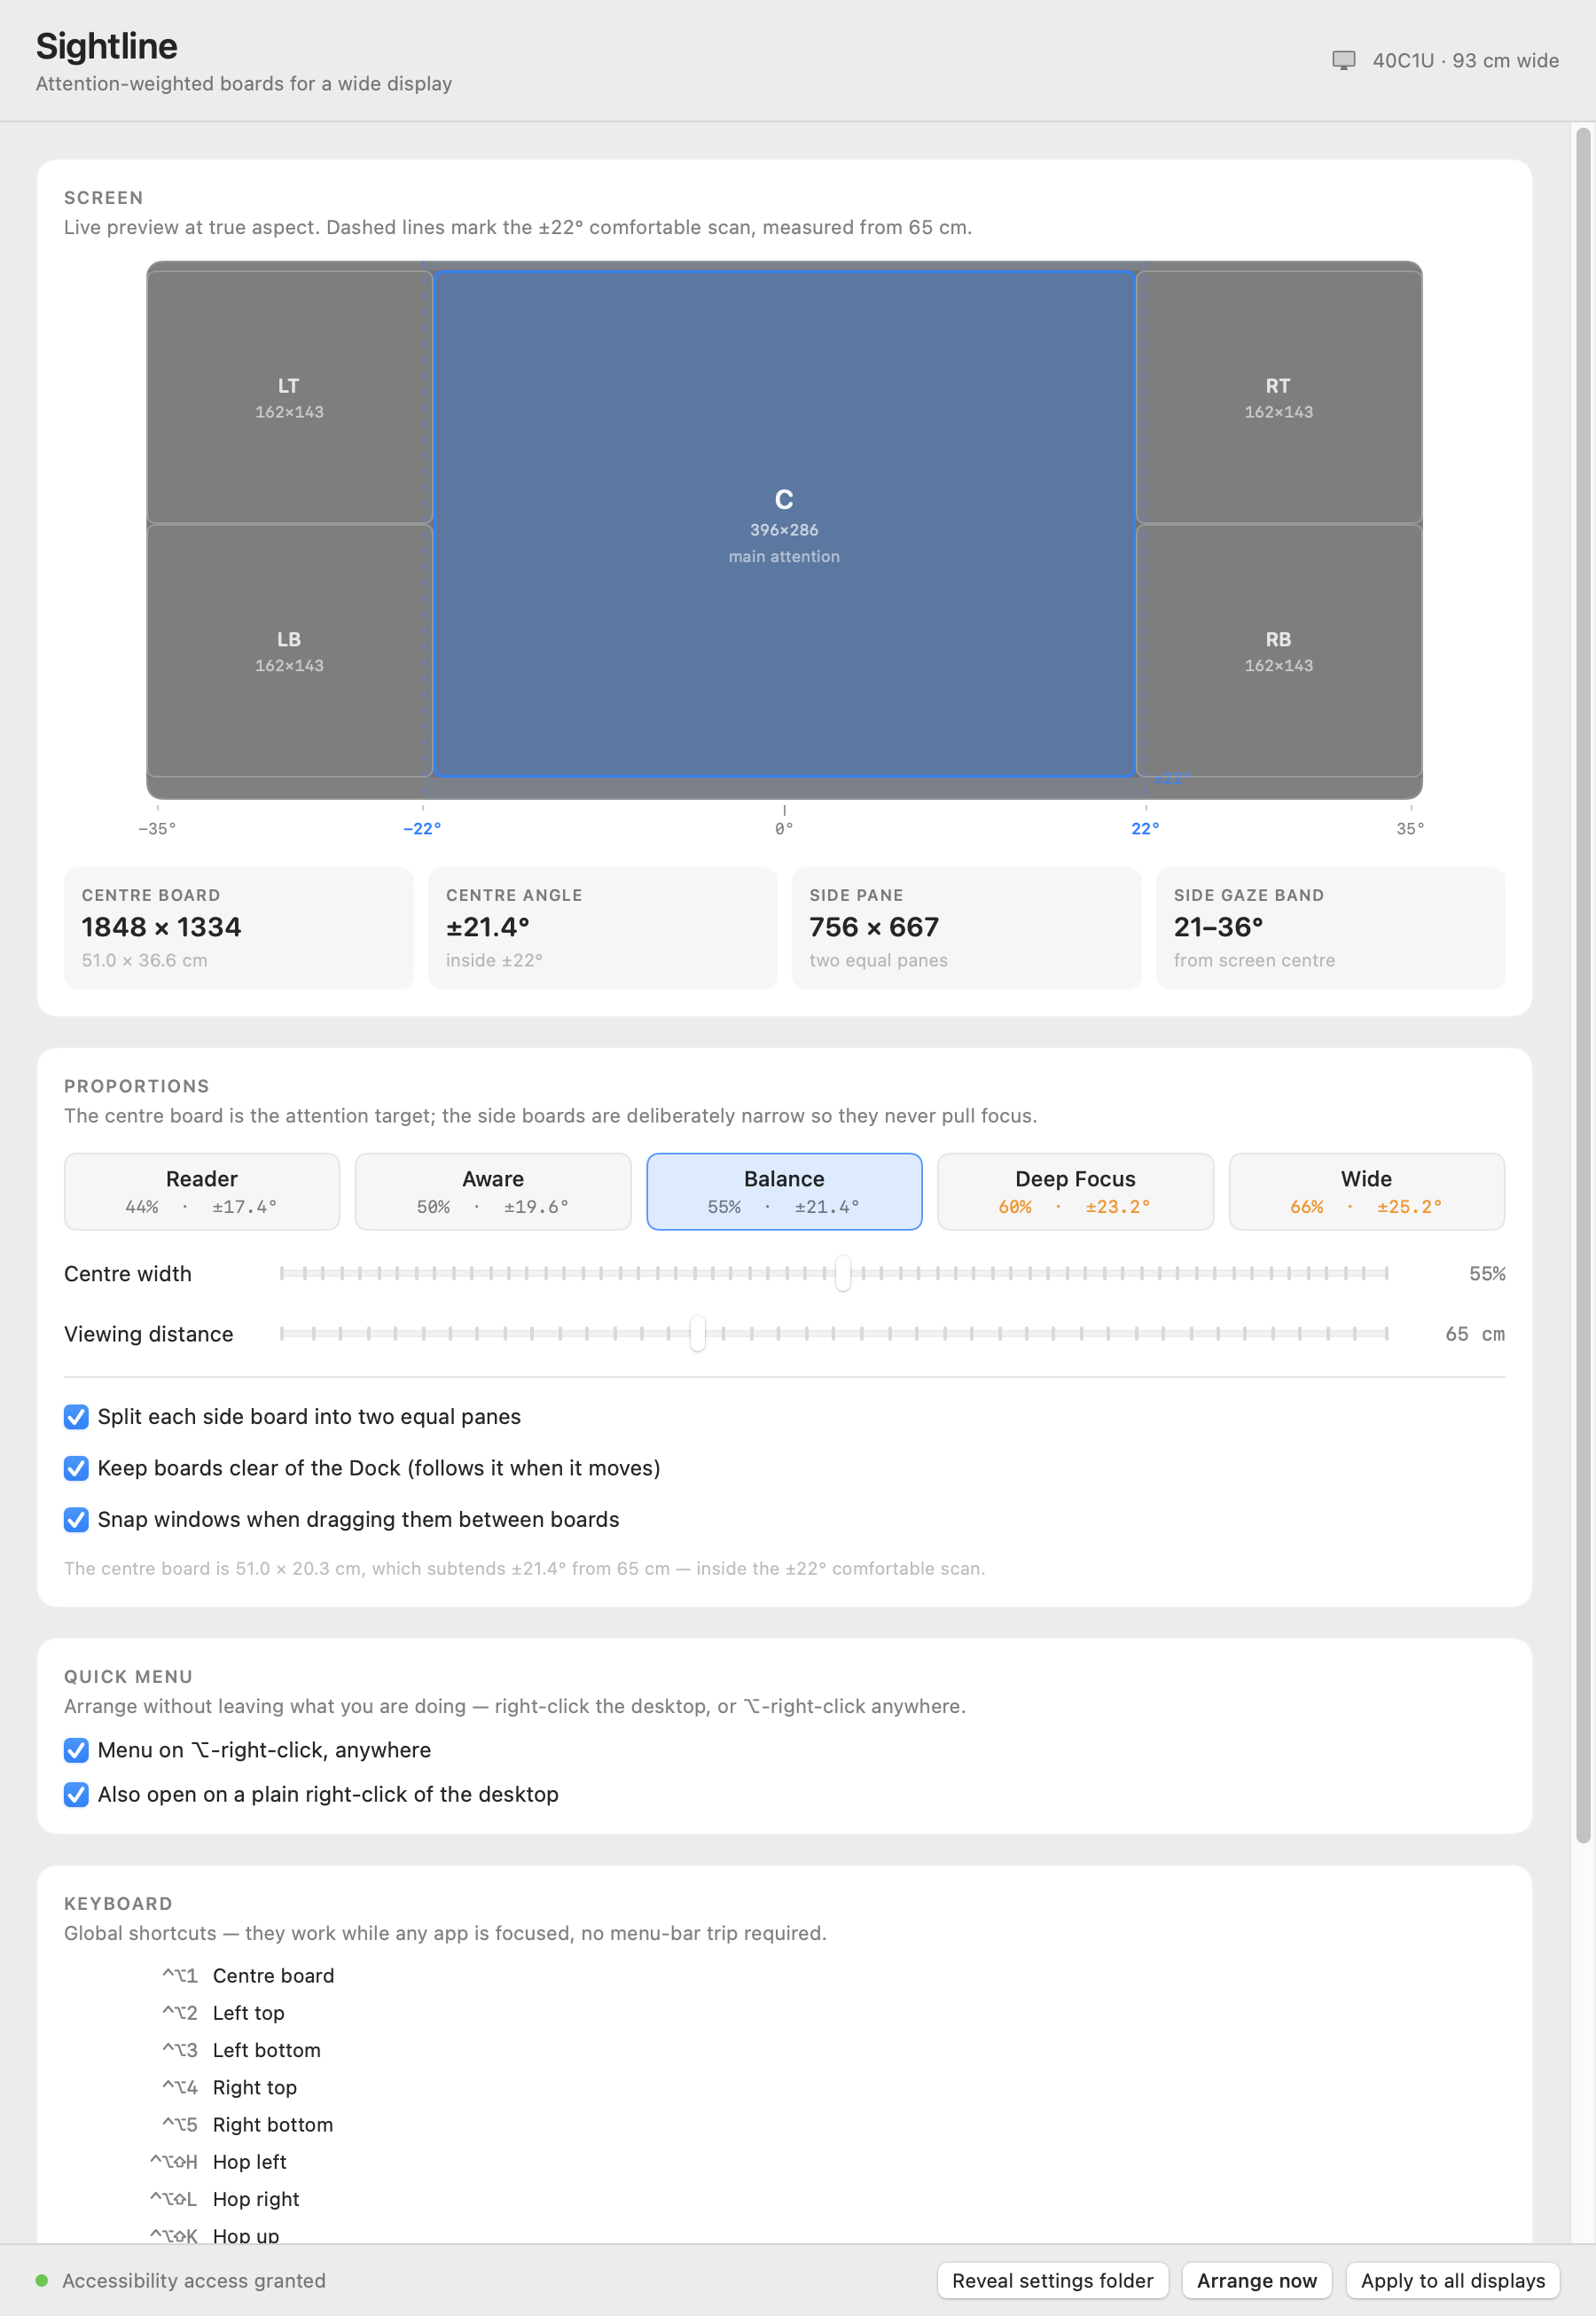 Sightline
Attention-weighted boards for a wide display
40C1U · 93 cm wide
SCREEN
Live preview at true aspect. Dashed lines mark the ±22° comfortable scan, measured from 65 cm.
LT
162×143
RT
162×143
C
396×286
main attention
LB
162×143
RB
162×143
±22°
−35°
−22°
0°
22°
35°
CENTRE BOARD
1848 × 1334
51.0 × 36.6 cm
CENTRE ANGLE
±21.4°
inside ±22°
SIDE PANE
756 × 667
two equal panes
SIDE GAZE BAND
21–36°
from screen centre
PROPORTIONS
The centre board is the attention target; the side boards are deliberately narrow so they never pull focus.
Reader
44% · ±17.4°
Aware
50% · ±19.6°
Balance
55% · ±21.4°
Deep Focus
60% · ±23.2°
Wide
66% · ±25.2°
Centre width 55%
Viewing distance 65 cm
Split each side board into two equal panes
Keep boards clear of the Dock (follows it when it moves)
Snap windows when dragging them between boards
The centre board is 51.0 × 20.3 cm, which subtends ±21.4° from 65 cm — inside the ±22° comfortable scan.
QUICK MENU
Arrange without leaving what you are doing — right-click the desktop, or ⌥-right-click anywhere.
Menu on ⌥-right-click, anywhere
Also open on a plain right-click of the desktop
KEYBOARD
Global shortcuts — they work while any app is focused, no menu-bar trip required.
^⌥1 Centre board
^⌥2 Left top
^⌥3 Left bottom
^⌥4 Right top
^⌥5 Right bottom
^⌥⇧H Hop left
^⌥⇧L Hop right
^⌥⇧K Hop up
Accessibility access granted
Reveal settings folder
Arrange now
Apply to all displays